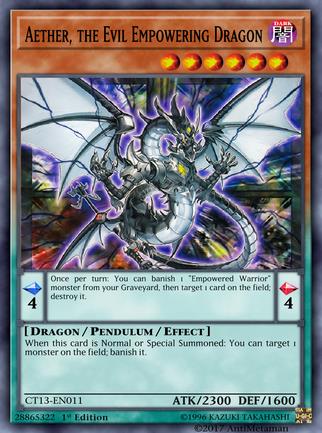 AETHER, THE EVIL EMPOWERING DRAGON
DARK
闇
Once per turn: You can banish 1 "Empowered Warrior"
monster from your Graveyard, then target 1 card on the field;
destroy it.
4
4
[ DRAGON / PENDULUM / EFFECT ]
When this card is Normal or Special Summoned: You can target 1
monster on the field; banish it.
CT13-EN011
ATK/2300 DEF/1600
28865322
1st Edition
©1996 KAZUKI TAKAHASHI
©2017 AntiMetaman